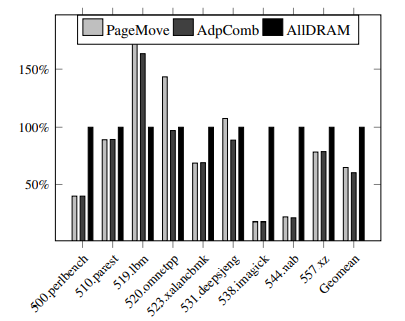 PageMove AdpComb AllDRAM
150%
100%
50%
500.perlbench 510.parest 519.lbm 520.omnetpp 523.xalancbmk 531.deepsjeng 538.imagick 544.nab 557.xz Geomean